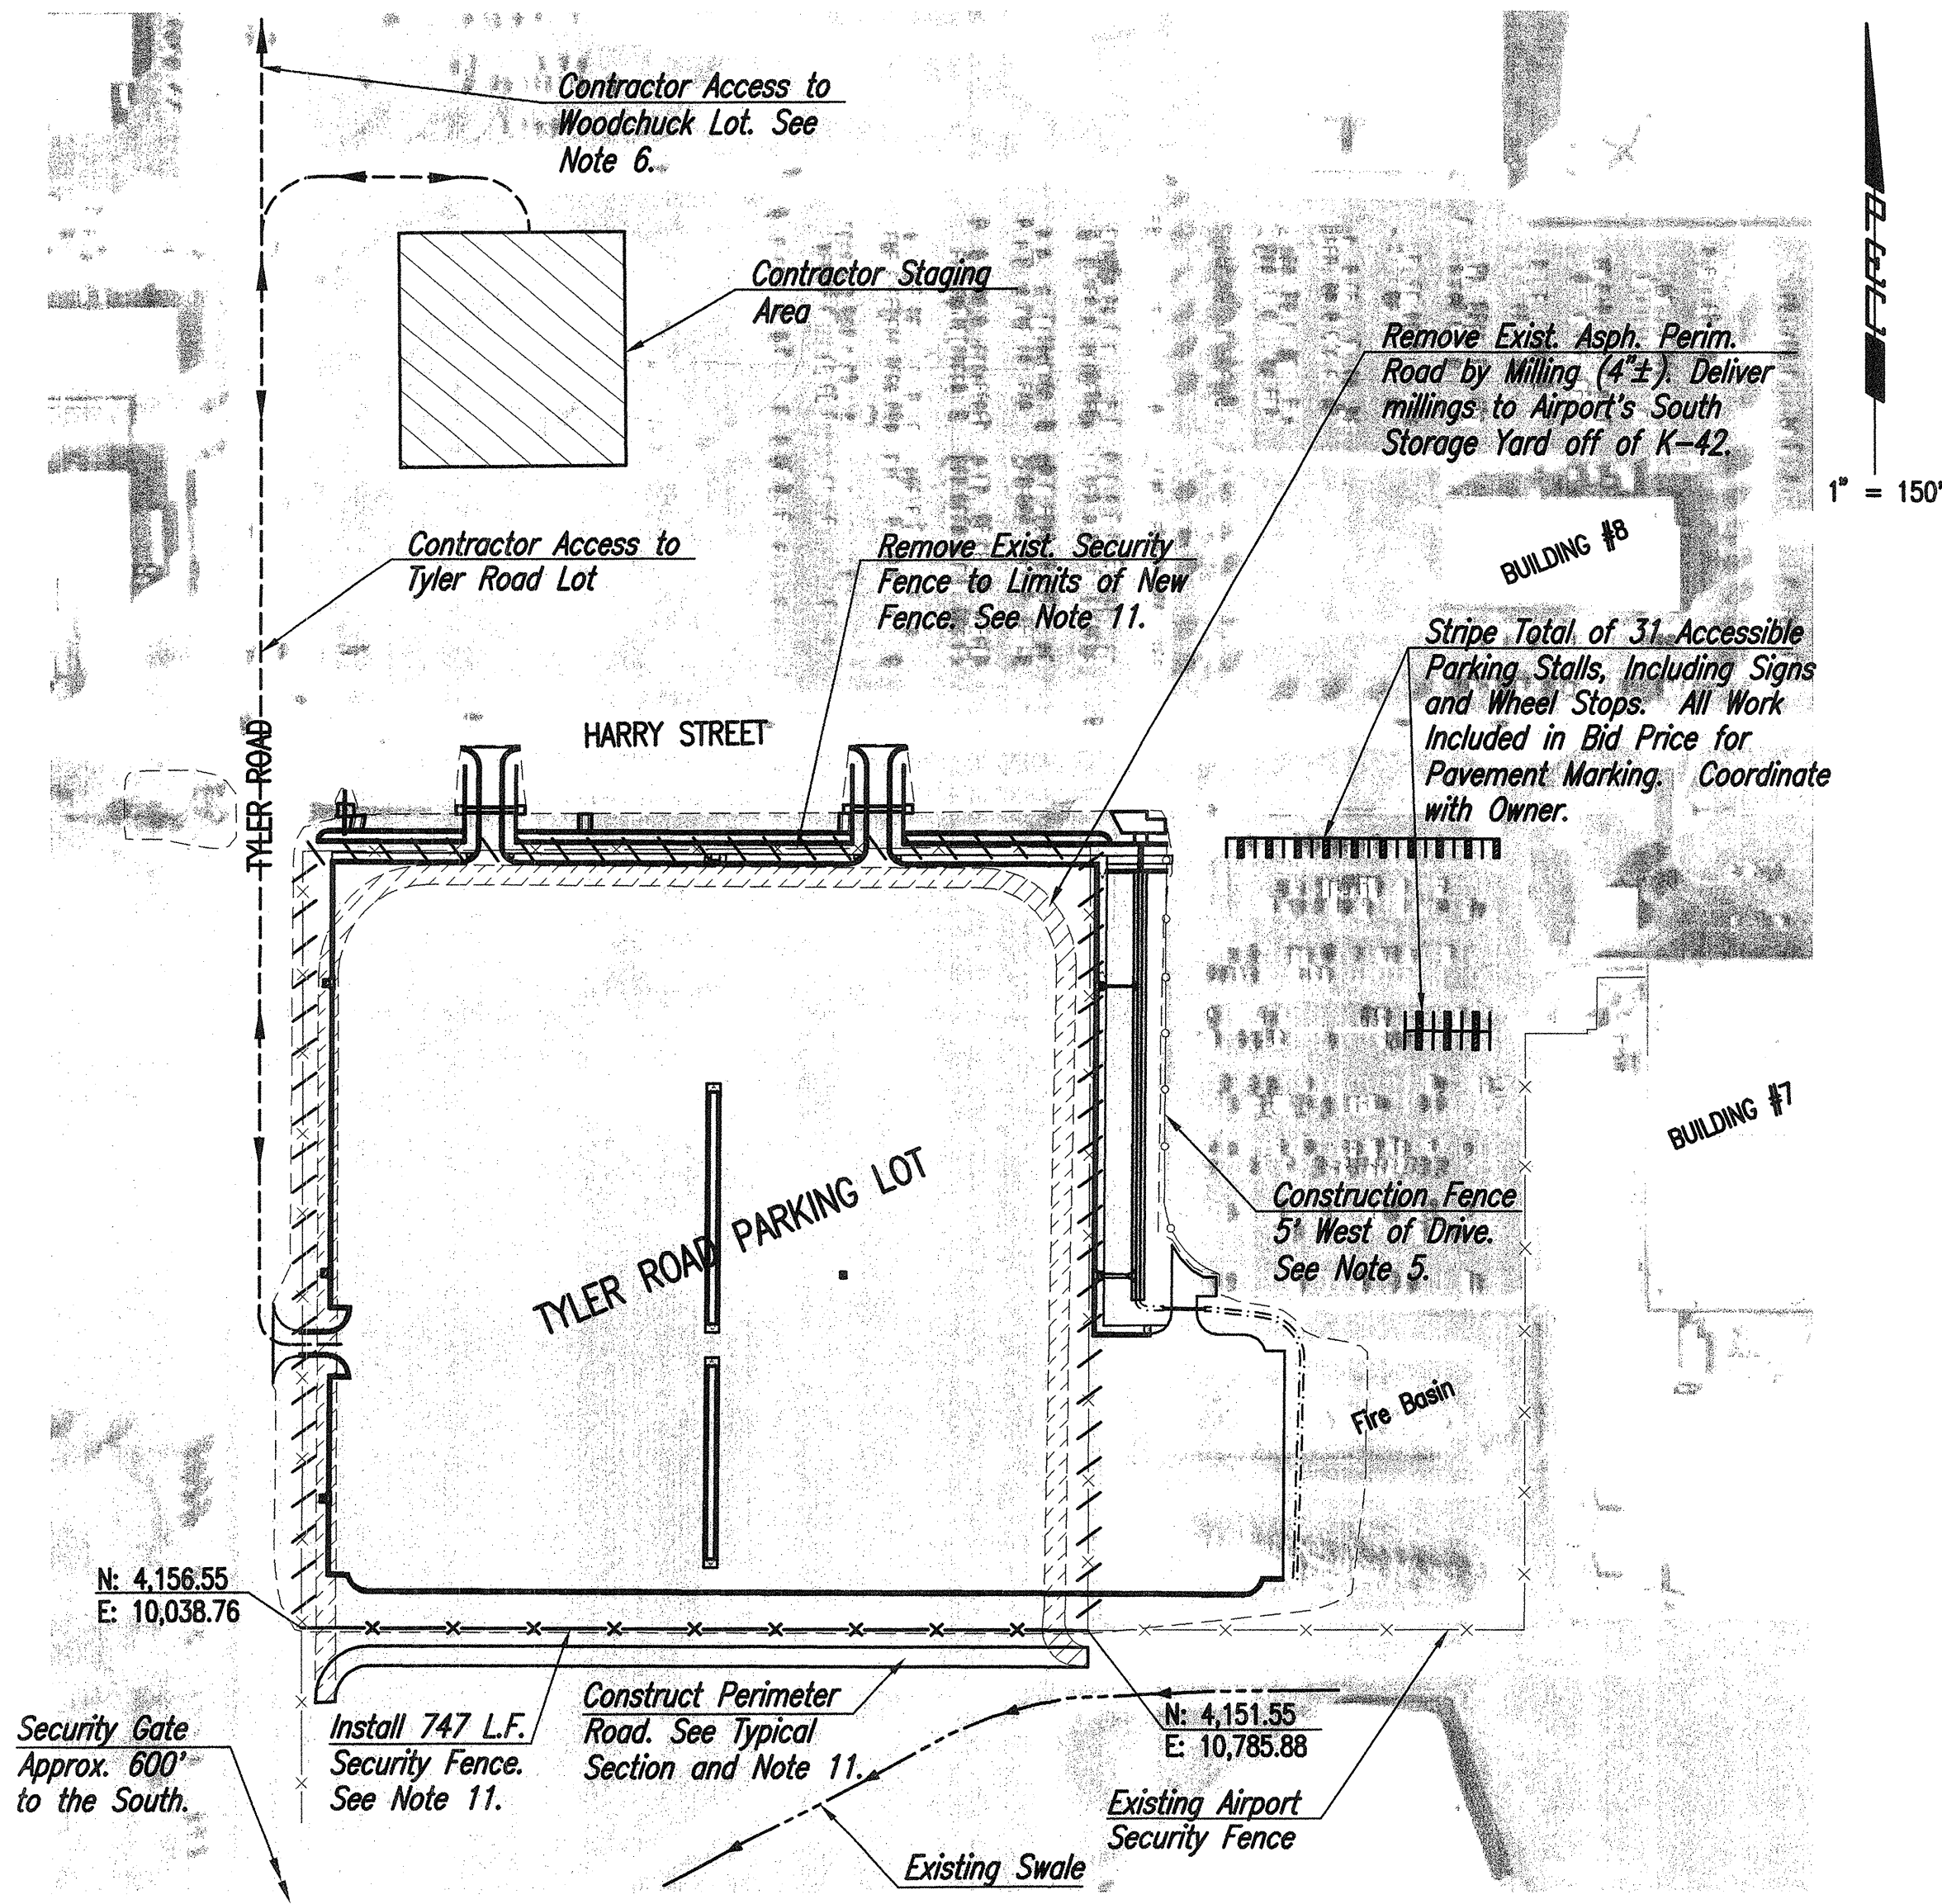 Contractor Access to
Woodchuck Lot. See
Note 6.
Contractor Staging
Area
Remove Exist. Asph. Perim.
Road by Milling (4"±). Deliver
millings to Airport's South
Storage Yard off of K-42.
1" = 150'
Contractor Access to
Tyler Road Lot
Remove Exist. Security
Fence to Limits of New
Fence. See Note 11.
BUILDING #8
Stripe Total of 31 Accessible
Parking Stalls, Including Signs
and Wheel Stops. All Work
Included in Bid Price for
Pavement Marking. Coordinate
with Owner.
TYLER ROAD
HARRY STREET
BUILDING #7
TYLER ROAD PARKING LOT
Construction Fence
5' West of Drive.
See Note 5.
Fire Basin
N: 4,156.55
E: 10,038.76
Security Gate
Approx. 600'
to the South.
Install 747 L.F.
Security Fence.
See Note 11.
Construct Perimeter
Road. See Typical
Section and Note 11.
N: 4,151.55
E: 10,785.88
Existing Airport
Security Fence
Existing Swale